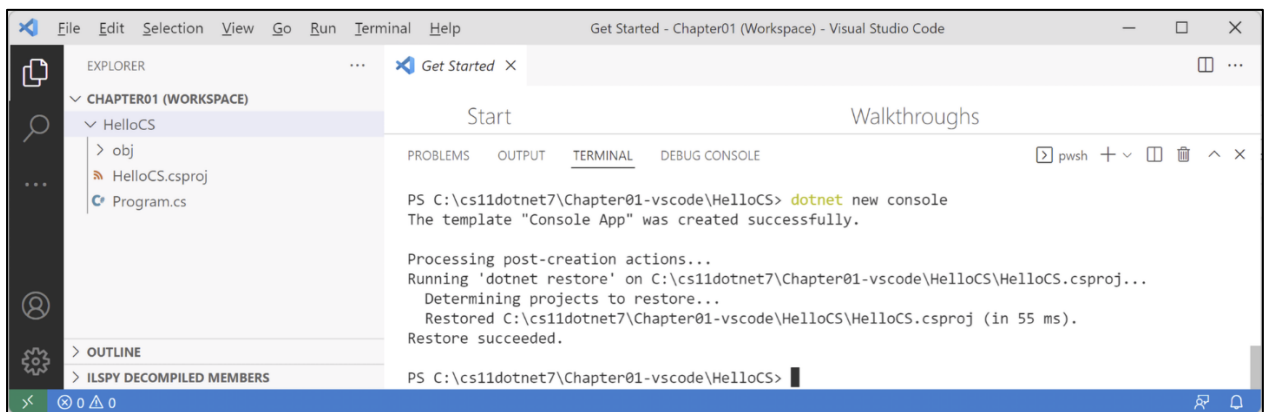 File Edit Selection View Go Run Terminal Help Get Started - Chapter01 (Workspace) - Visual Studio Code
EXPLORER
CHAPTER01 (WORKSPACE)
HelloCS
obj
HelloCS.csproj
C# Program.cs
OUTLINE
ILSPY DECOMPILED MEMBERS
Get Started
Start Walkthroughs
PROBLEMS OUTPUT TERMINAL DEBUG CONSOLE pwsh
PS C:\cs11dotnet7\Chapter01-vscode\HelloCS> dotnet new console
The template "Console App" was created successfully.
Processing post-creation actions...
Running 'dotnet restore' on C:\cs11dotnet7\Chapter01-vscode\HelloCS\HelloCS.csproj...
Determining projects to restore...
Restored C:\cs11dotnet7\Chapter01-vscode\HelloCS\HelloCS.csproj (in 55 ms).
Restore succeeded.
PS C:\cs11dotnet7\Chapter01-vscode\HelloCS>
0 0